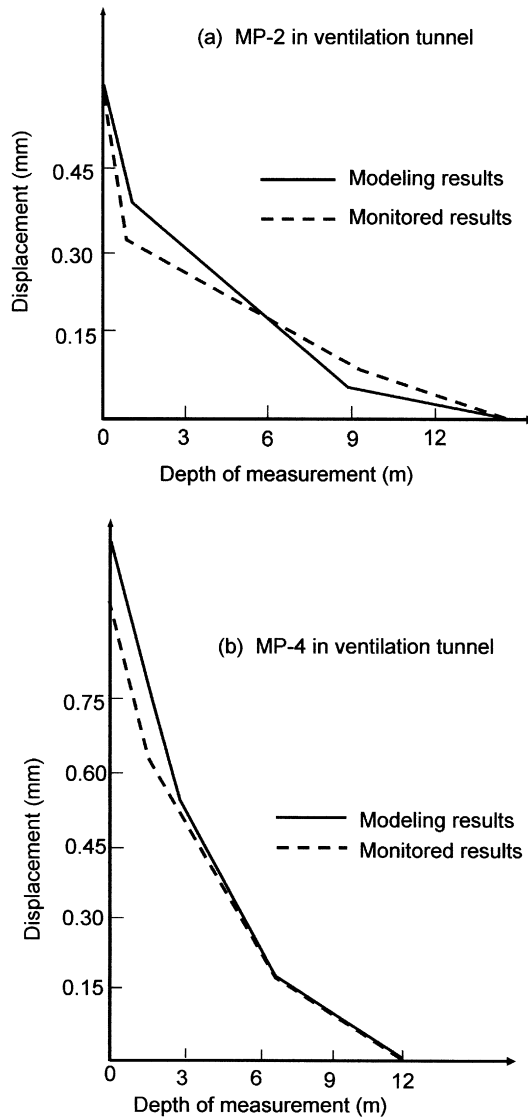 (a) MP-2 in ventilation tunnel
Displacement (mm)
0.45
0.30
0.15
Modeling results
Monitored results
0 3 6 9 12
Depth of measurement (m)
(b) MP-4 in ventilation tunnel
Displacement (mm)
0.75
0.60
0.45
0.30
0.15
Modeling results
Monitored results
0 3 6 9 12
Depth of measurement (m)